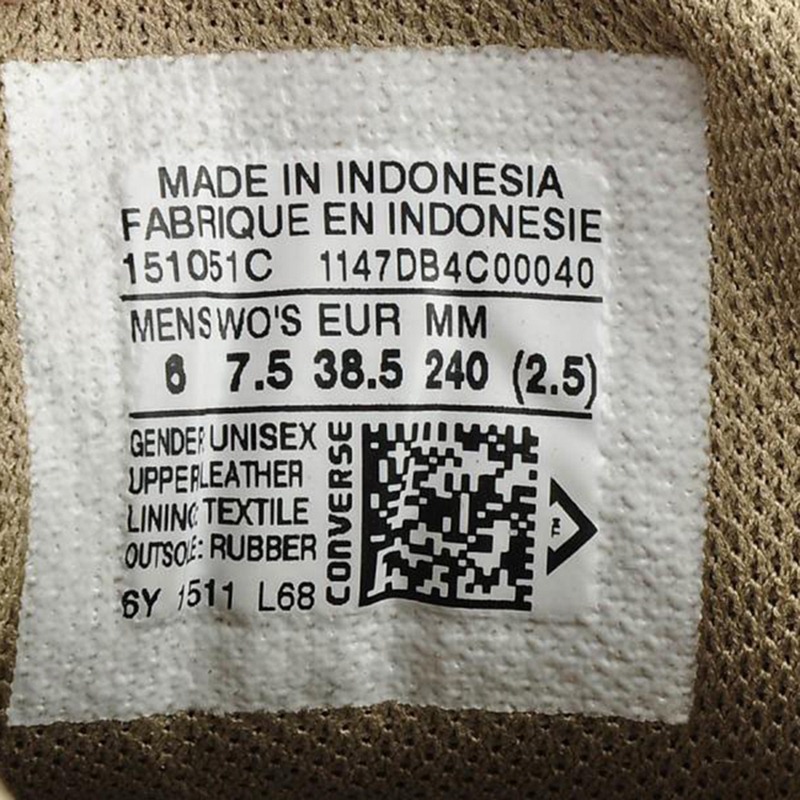 MADE IN INDONESIA
FABRIQUE EN INDONESIE
151051C 1147DB4C00040
MENS WO'S EUR MM
6 7.5 38.5 240 (2.5)
GENDER UNISEX
UPPER LEATHER
LINING: TEXTILE
OUTSOLE: RUBBER
6Y 1511 L68
CONVERSE
TM